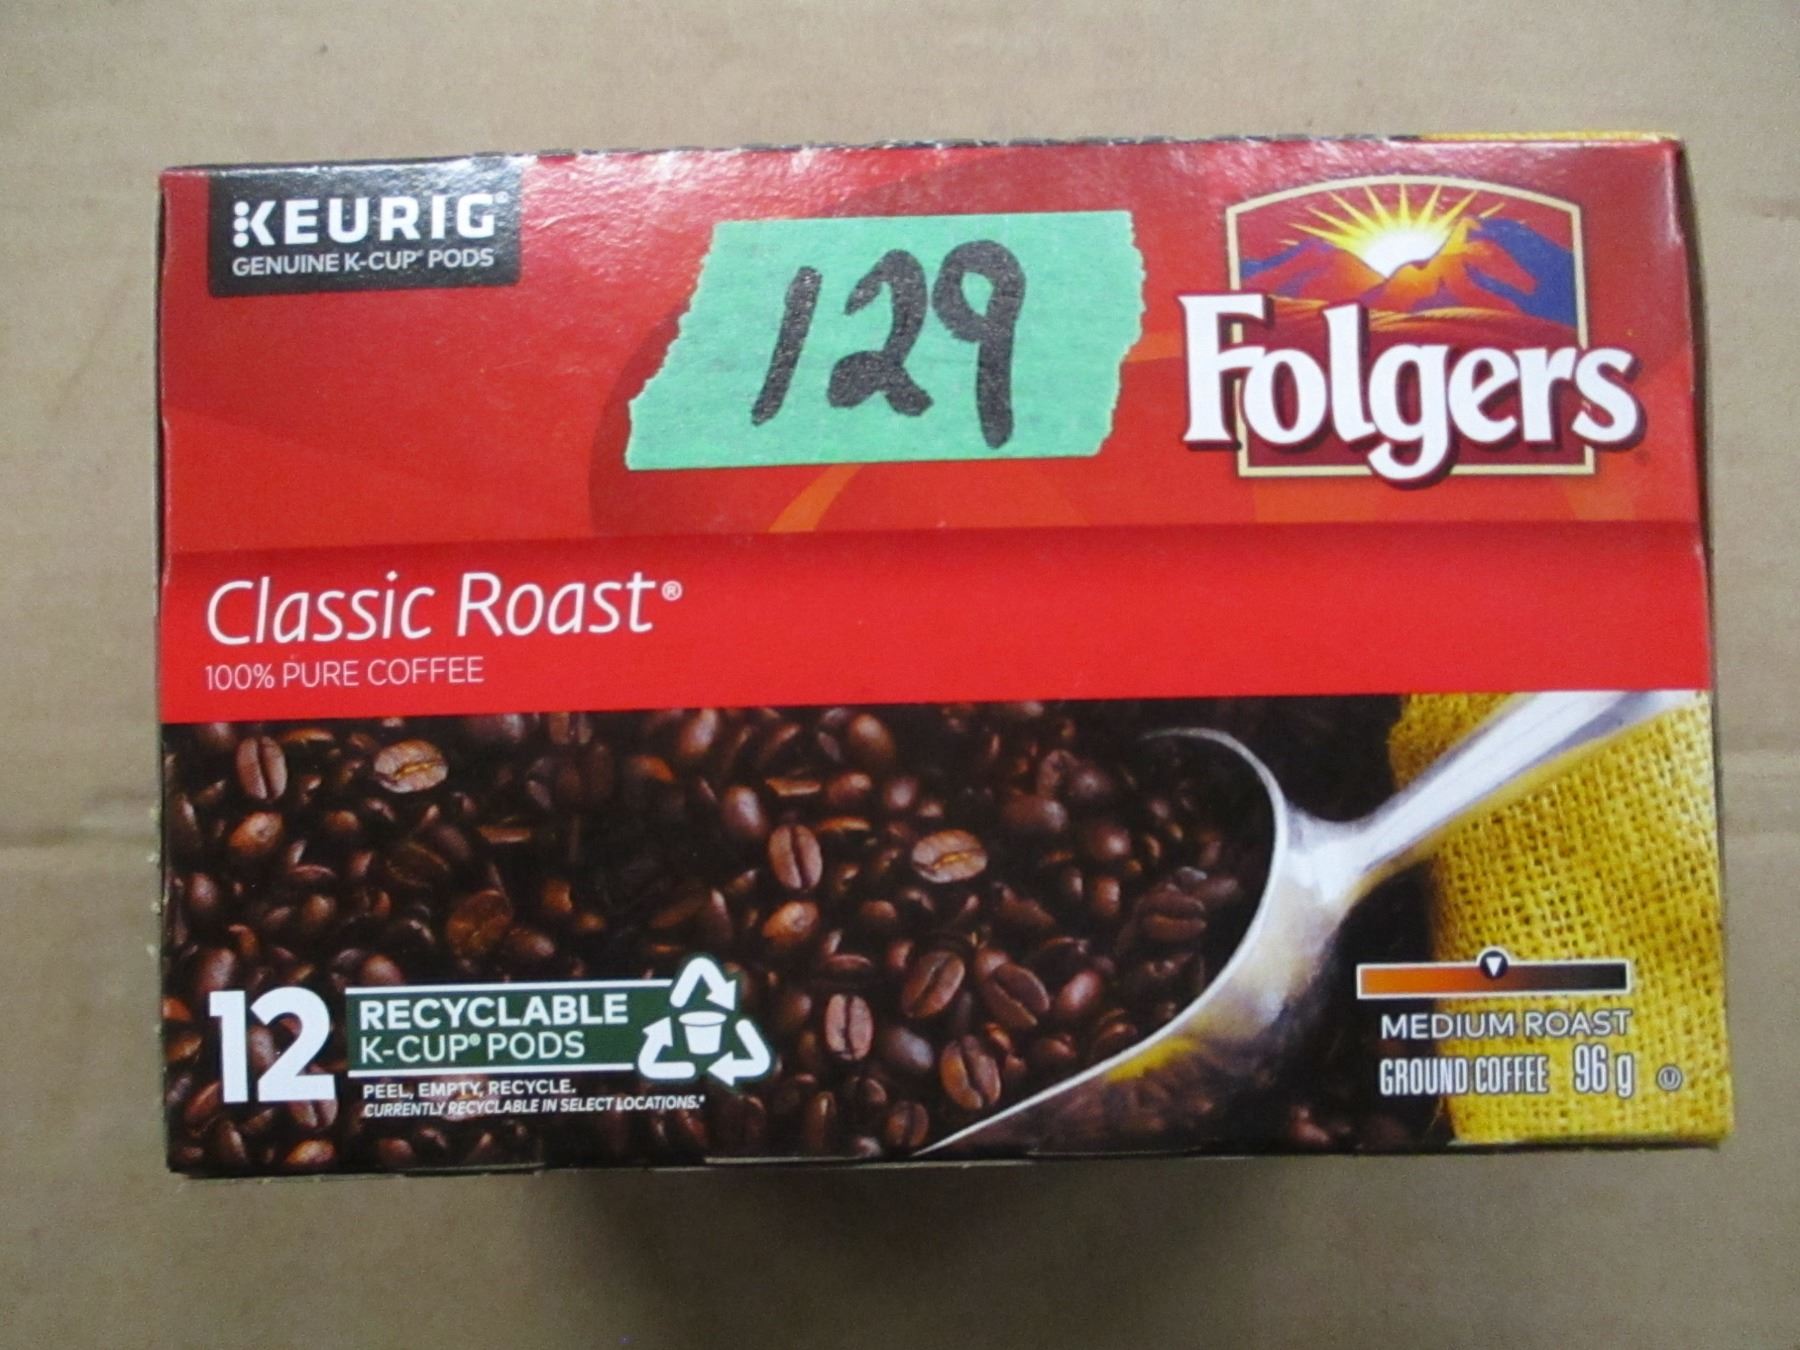 KEURIG®
GENUINE K-CUP® PODS
129
Folgers
Classic Roast®
100% PURE COFFEE
12
RECYCLABLE
K-CUP® PODS
PEEL, EMPTY, RECYCLE.
CURRENTLY RECYCLABLE IN SELECT LOCATIONS.*
MEDIUM ROAST
GROUND COFFEE 96 g Ⓤ